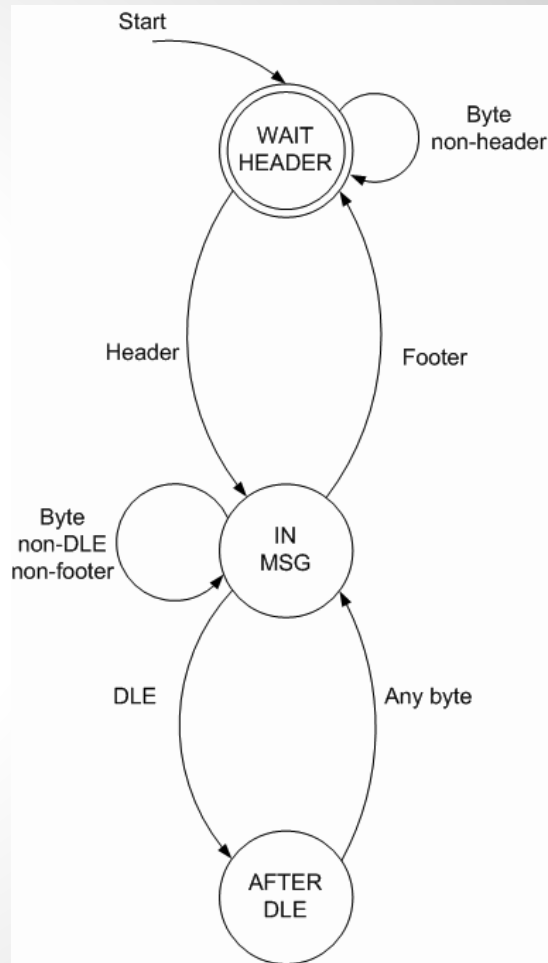 Start
WAIT
HEADER
Byte
non-header
Header
Footer
Byte
non-DLE
non-footer
IN
MSG
DLE
Any byte
AFTER
DLE